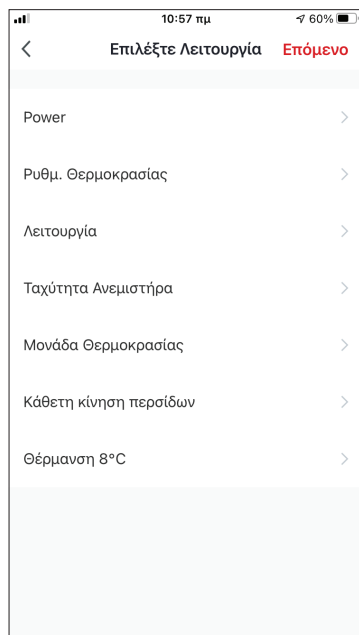 10:57 πμ
60%
Επιλέξτε Λειτουργία
Επόμενο
Power
Ρυθμ. Θερμοκρασίας
Λειτουργία
Ταχύτητα Ανεμιστήρα
Μονάδα Θερμοκρασίας
Κάθετη κίνηση περσίδων
Θέρμανση 8°C